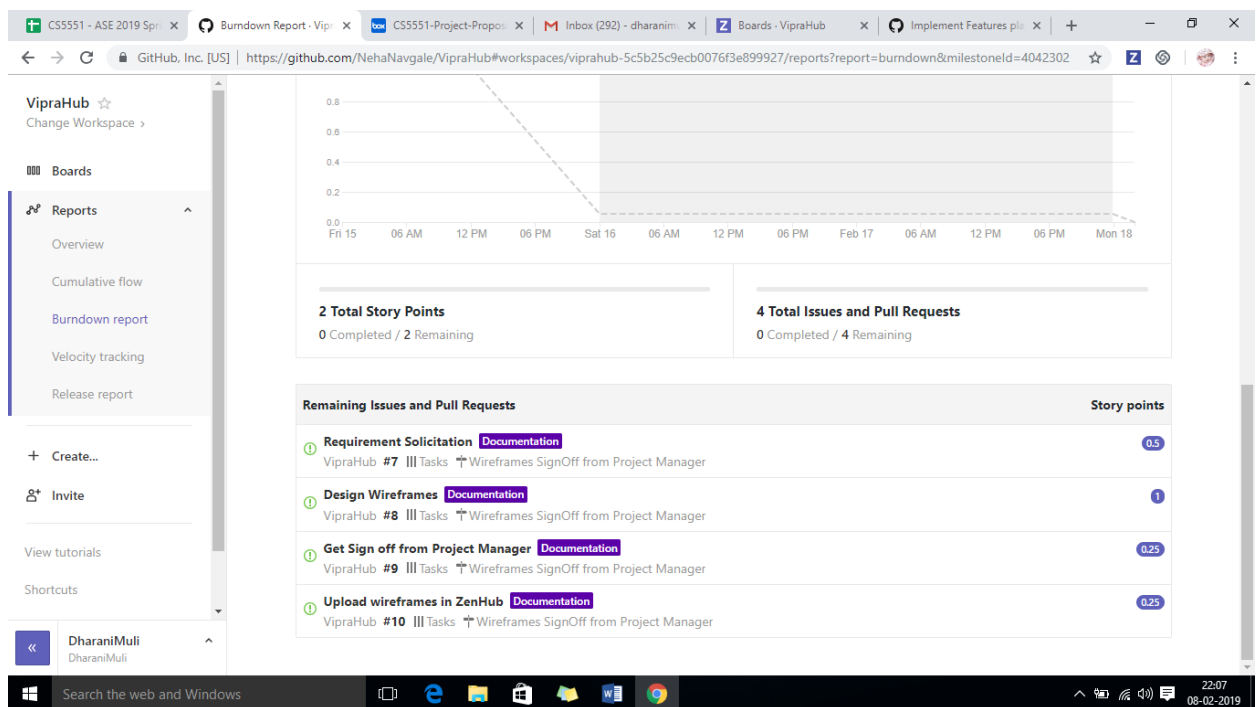 CS5551 - ASE 2019 Spri
Burndown Report · Vipr
CS5551-Project-Propos
Inbox (292) - dharanimu
Boards · VipraHub
Implement Features pla
GitHub, Inc. [US] | https://github.com/NehaNavgale/VipraHub#workspaces/viprahub-5c5b25c9ecb0076f3e899927/reports?report=burndown&milestoneId=4042302
VipraHub
Change Workspace >
Boards
Reports
Overview
Cumulative flow
Burndown report
Velocity tracking
Release report
+ Create...
Invite
View tutorials
Shortcuts
«
DharaniMuli
DharaniMuli
0.8
0.6
0.4
0.2
0.0
Fri 15 06 AM 12 PM 06 PM Sat 16 06 AM 12 PM 06 PM Feb 17 06 AM 12 PM 06 PM Mon 18
2 Total Story Points
0 Completed / 2 Remaining
4 Total Issues and Pull Requests
0 Completed / 4 Remaining
Remaining Issues and Pull Requests Story points
Requirement Solicitation Documentation 0.5
VipraHub #7 Tasks Wireframes SignOff from Project Manager
Design Wireframes Documentation 1
VipraHub #8 Tasks Wireframes SignOff from Project Manager
Get Sign off from Project Manager Documentation 0.25
VipraHub #9 Tasks Wireframes SignOff from Project Manager
Upload wireframes in ZenHub Documentation 0.25
VipraHub #10 Tasks Wireframes SignOff from Project Manager
Search the web and Windows
22:07
08-02-2019